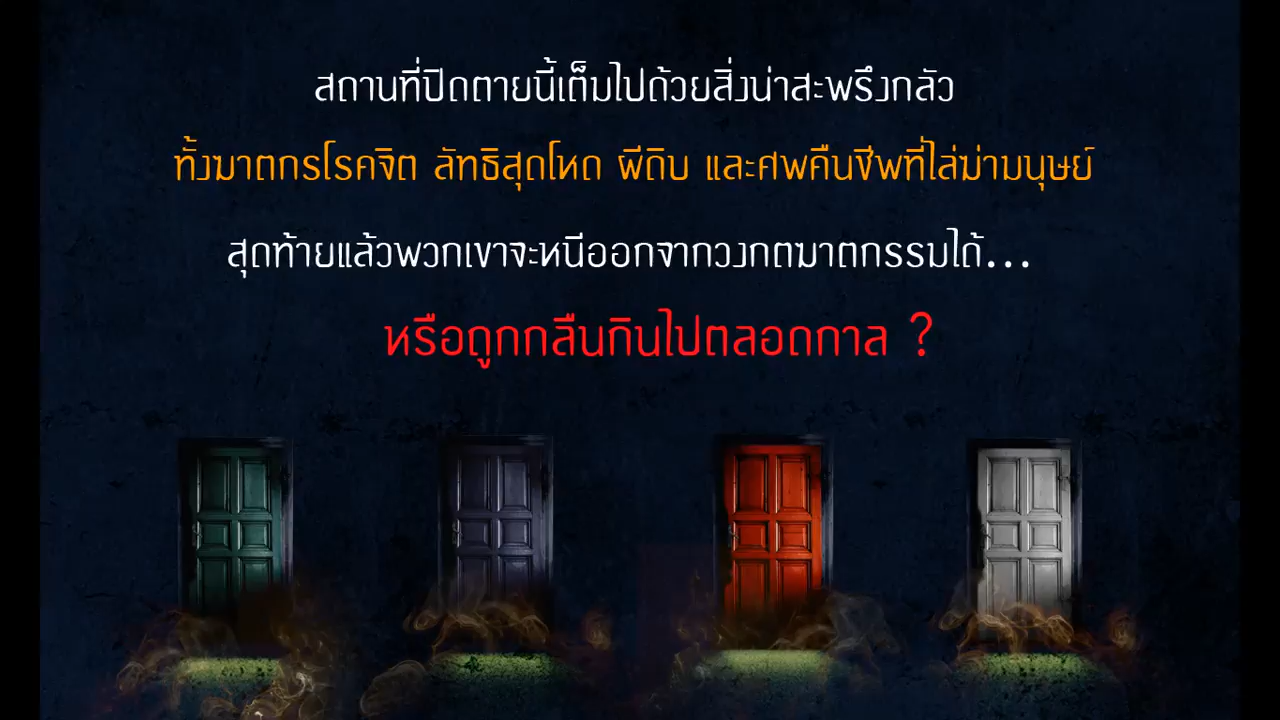 สถานที่ปิดตายนี้เต็มไปด้วยสิ่งน่าสะพรึงกลัว
ทั้งฆาตกรโรคจิต ลัทธิสุดโหด ผีดิบ และศพคืนชีพที่ไล่ฆ่ามนุษย์
สุดท้ายแล้วพวกเขาจะหนีออกจากวงกตฆาตกรรมได้...
หรือถูกกลืนกินไปตลอดกาล ?